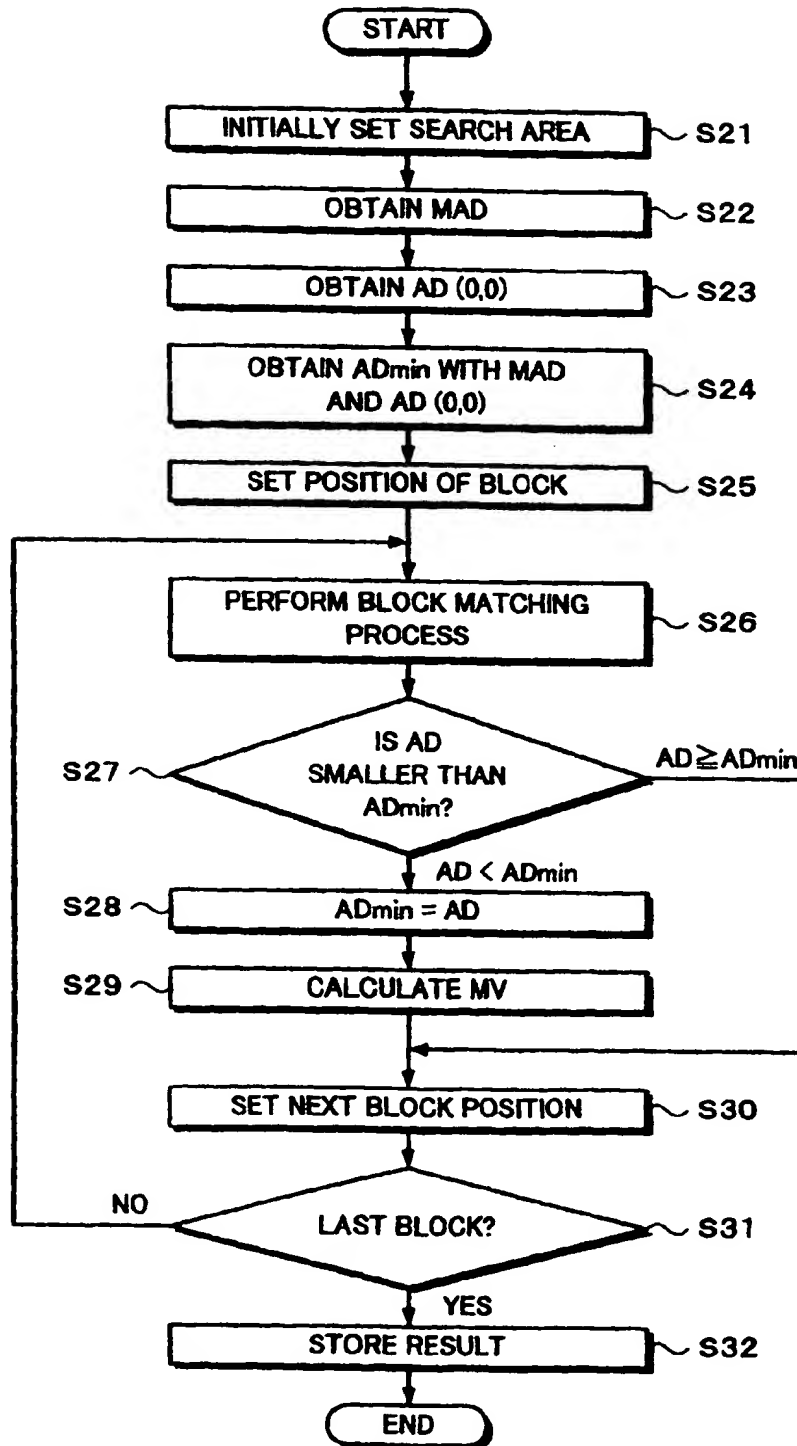 START
INITIALLY SET SEARCH AREA S21
OBTAIN MAD S22
OBTAIN AD (0,0) S23
OBTAIN ADmin WITH MAD
AND AD (0,0) S24
SET POSITION OF BLOCK S25
PERFORM BLOCK MATCHING
PROCESS S26
IS AD
SMALLER THAN
ADmin?
S27
AD≧ADmin
AD < ADmin
S28 ADmin = AD
S29 CALCULATE MV
SET NEXT BLOCK POSITION S30
NO
LAST BLOCK? S31
YES
STORE RESULT S32
END